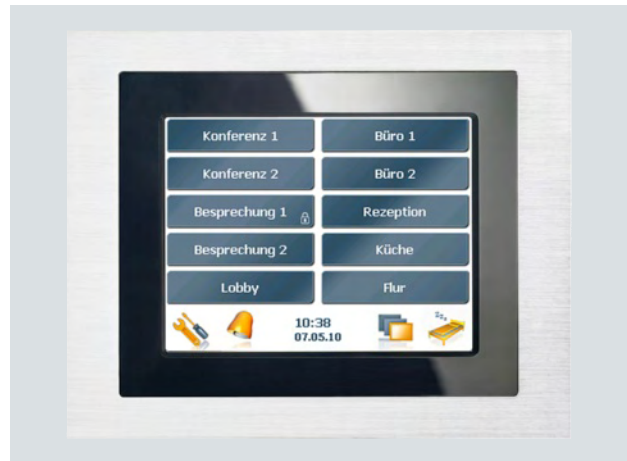 Konferenz 1
Büro 1
Konferenz 2
Büro 2
Besprechung 1
Rezeption
Besprechung 2
Küche
Lobby
Flur
10:38
07.05.10
zzz